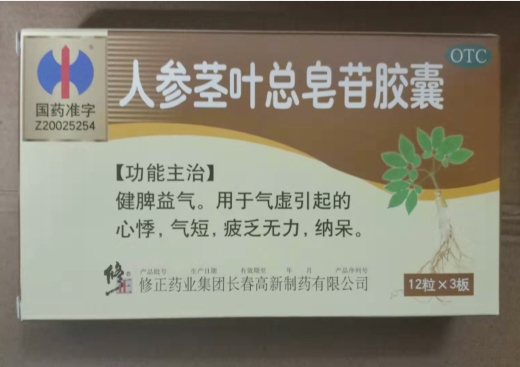 OTC
人参茎叶总皂苷胶囊
国药准字
Z20025254
【功能主治】
健脾益气。用于气虚引起的
心悸，气短，疲乏无力，纳呆。
产品批号 生产日期 有效期至 年 月 产品序列号
修正 修正药业集团长春高新制药有限公司
12粒×3板